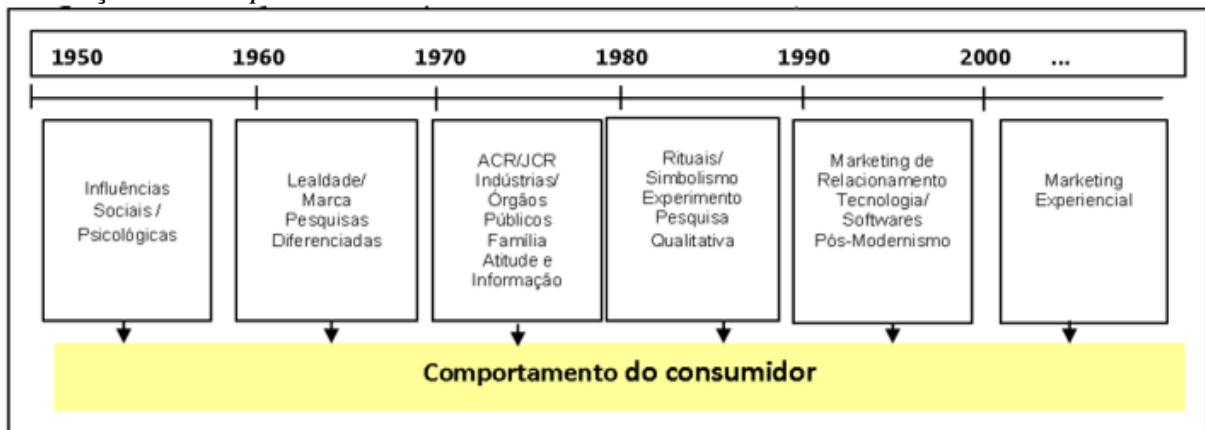 1950 1960 1970 1980 1990 2000 ...
Influências
Sociais /
Psicológicas
Lealdade/
Marca
Pesquisas
Diferenciadas
ACR/JCR
Indústrias/
Órgãos
Públicos
Família
Atitude e
Informação
Rituais/
Simbolismo
Experimento
Pesquisa
Qualitativa
Marketing de
Relacionamento
Tecnologia/
Softwares
Pós-Modernismo
Marketing
Experiencial
Comportamento do consumidor